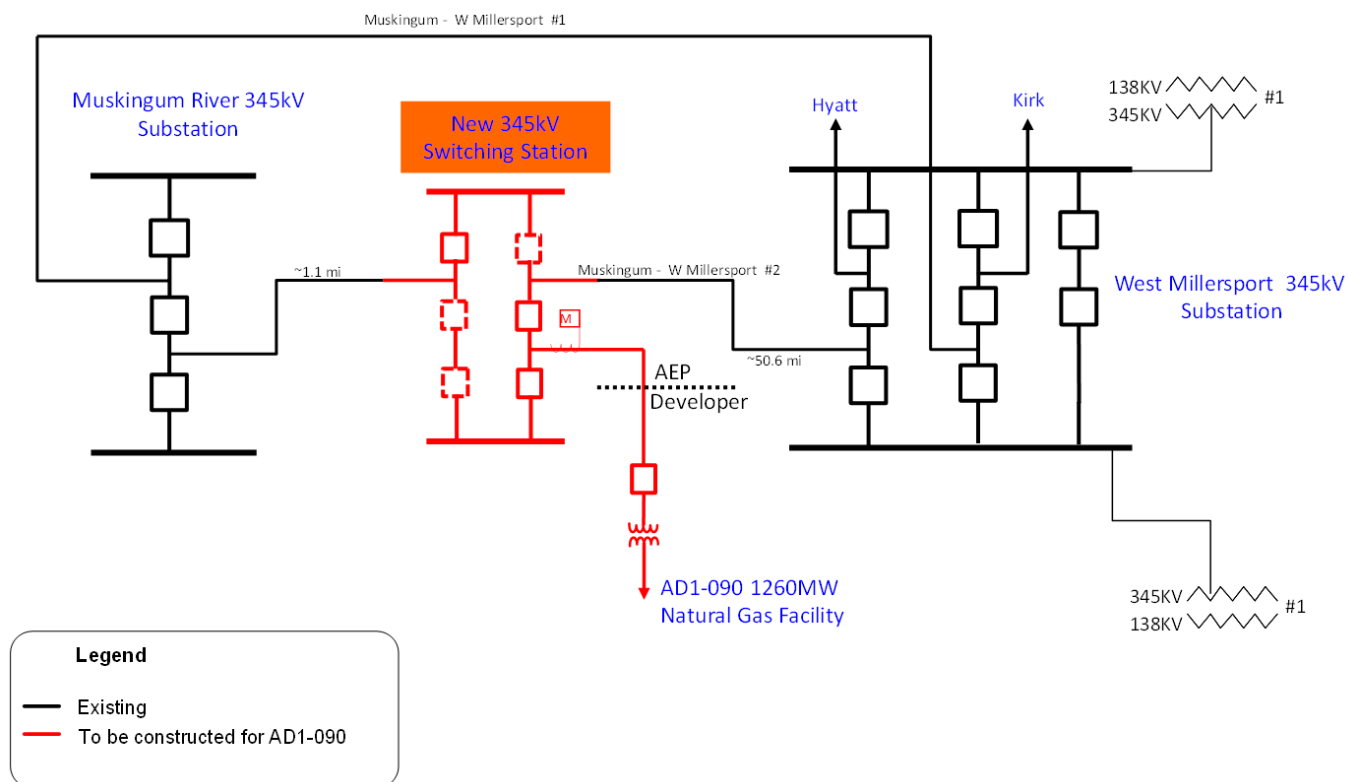 Muskingum - W Millersport #1
Muskingum River 345kV
Substation
New 345kV
Switching Station
Hyatt
Kirk
138KV
345KV
#1
~1.1 mi
Muskingum - W Millersport #2
M
~50.6 mi
West Millersport 345kV
Substation
AEP
Developer
AD1-090 1260MW
Natural Gas Facility
345KV
138KV
#1
Legend
Existing
To be constructed for AD1-090